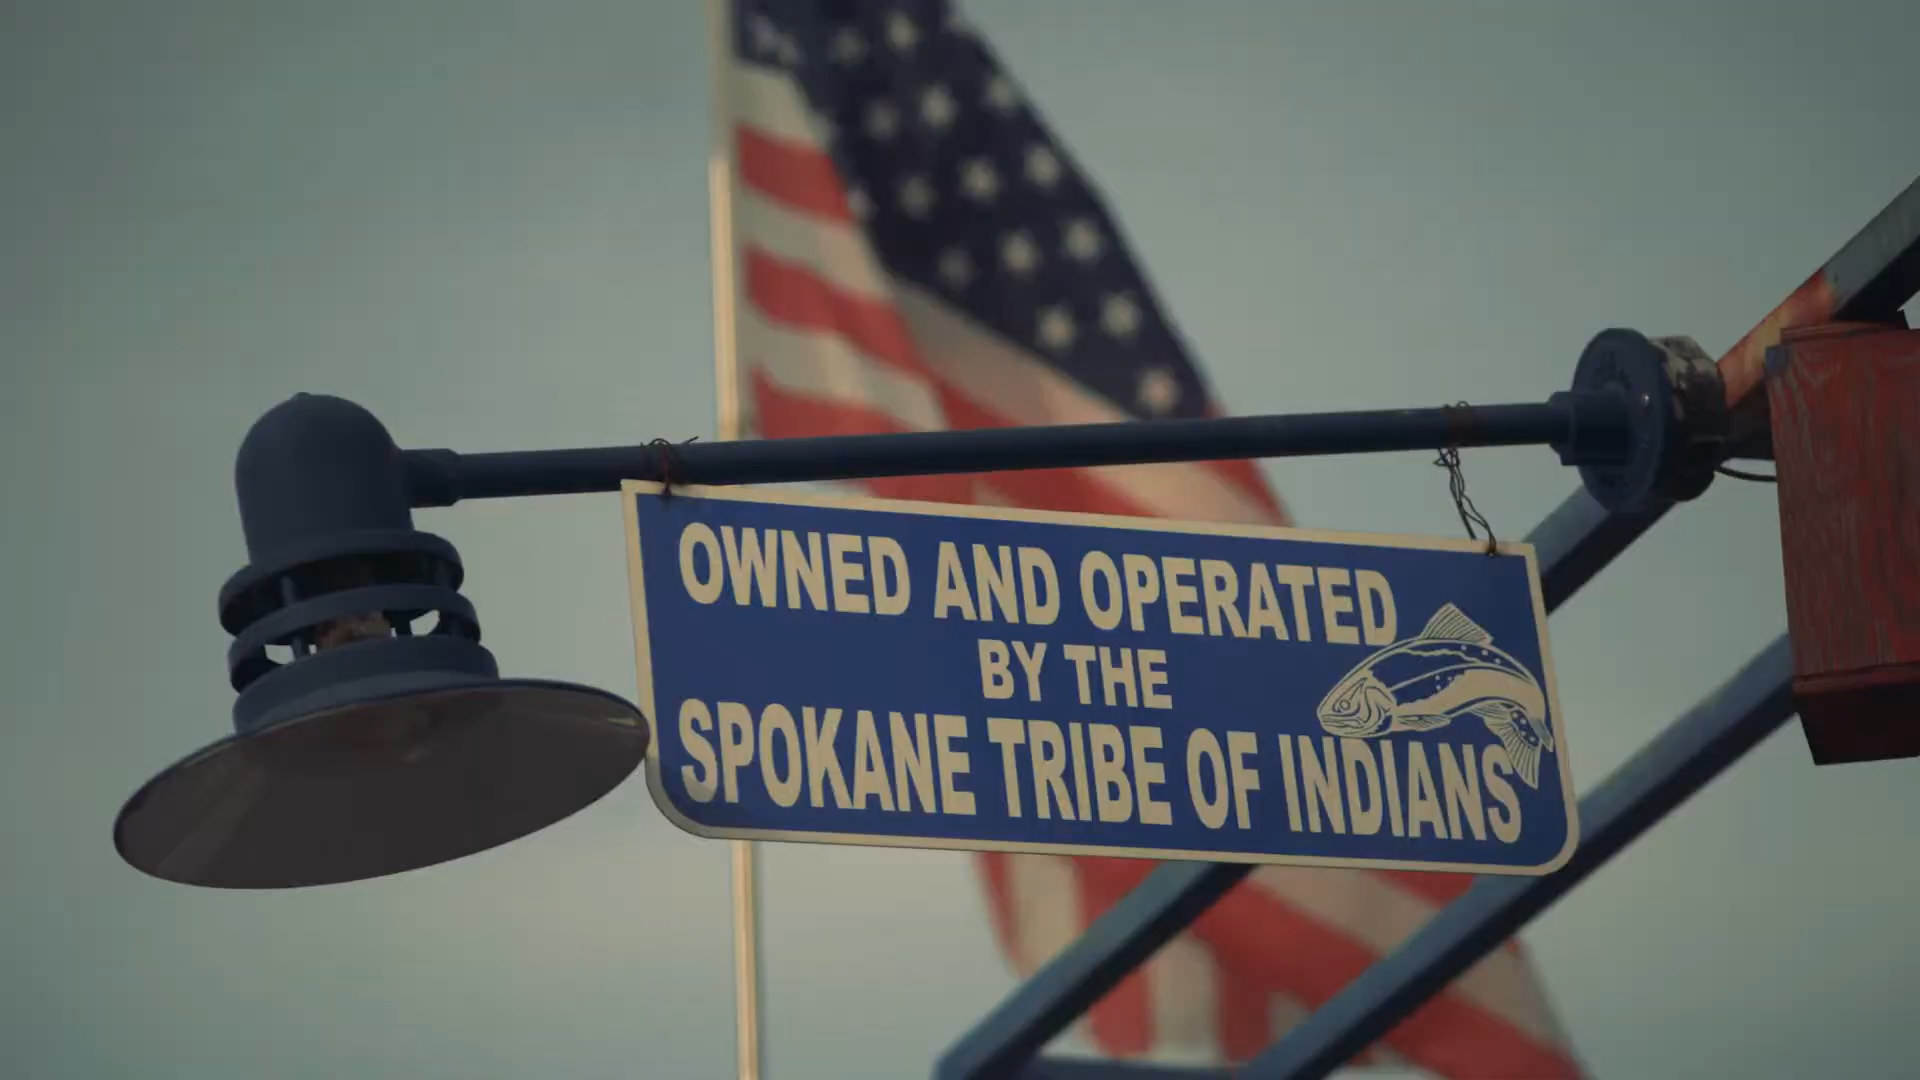 OWNED AND OPERATED
BY THE
SPOKANE TRIBE OF INDIANS